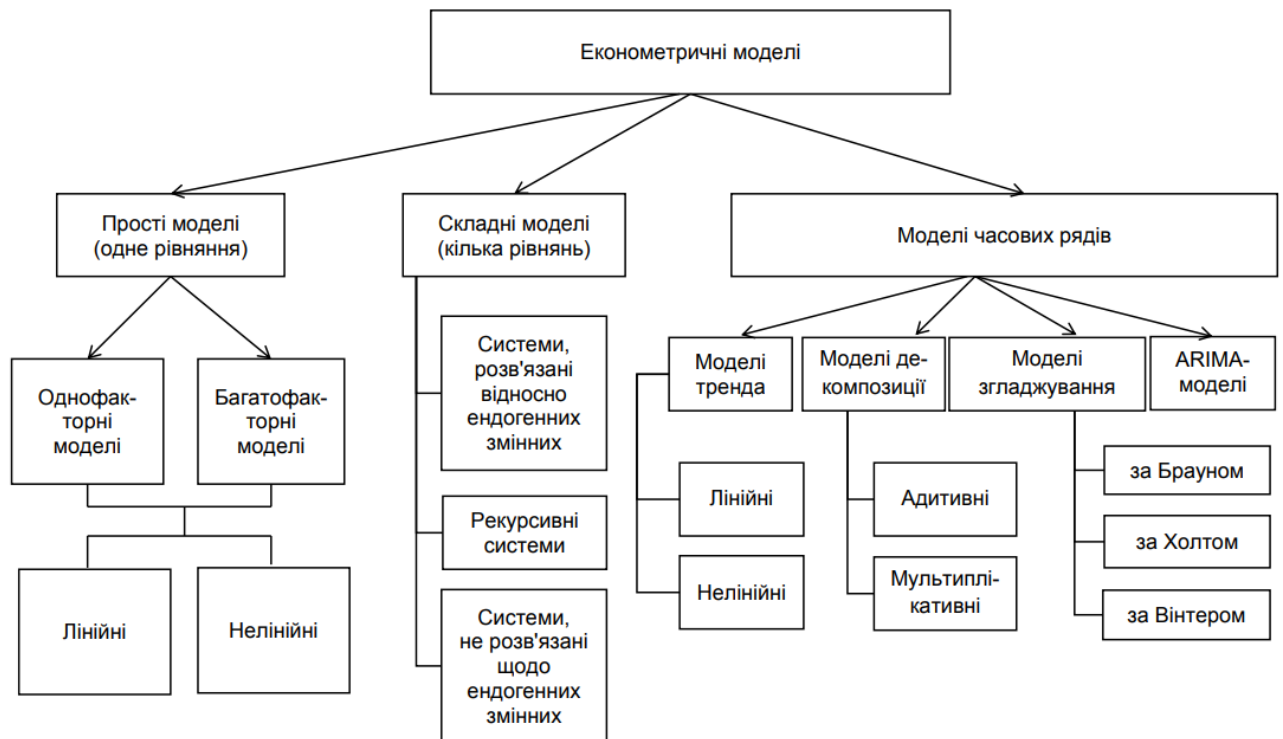 Економетричні моделі
Прості моделі
(одне рівняння)
Складні моделі
(кілька рівнянь)
Моделі часових рядів
Однофак-
торні
моделі
Багатофак-
торні
моделі
Лінійні
Нелінійні
Системи,
розв'язані
відносно
ендогенних
змінних
Рекурсивні
системи
Системи,
не розв'язані
щодо
ендогенних
змінних
Моделі
тренда
Моделі де-
композиції
Моделі
згладжування
ARIMA-
моделі
Лінійні
Нелінійні
Адитивні
Мультиплі-
кативні
за Брауном
за Холтом
за Вінтером